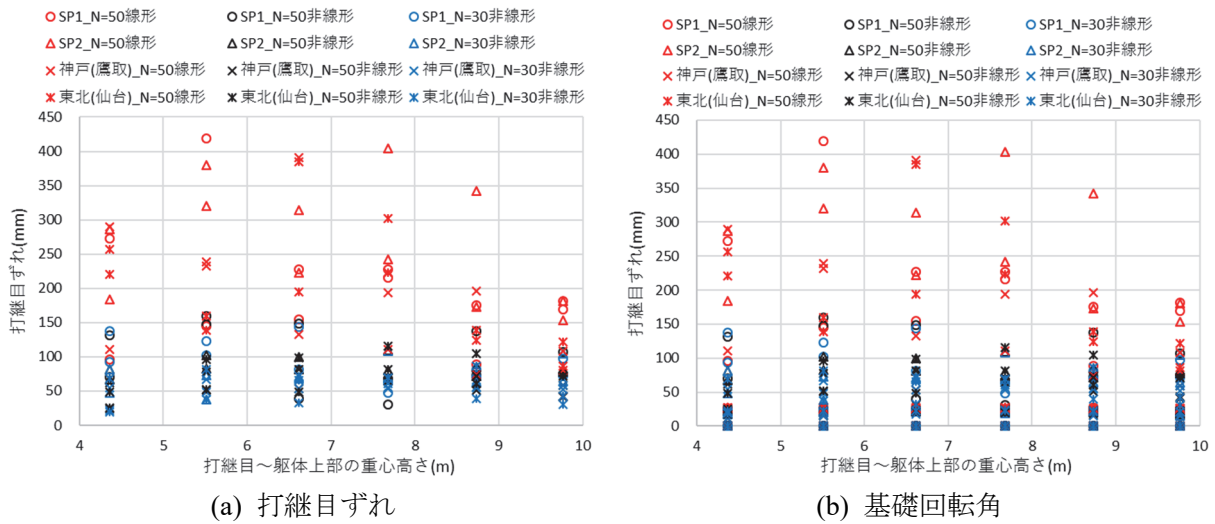 SP1_N=50線形 SP1_N=50非線形 SP1_N=30非線形
SP2_N=50線形 SP2_N=50非線形 SP2_N=30非線形
神戸(鷹取)_N=50線形 神戸(鷹取)_N=50非線形 神戸(鷹取)_N=30非線形
東北(仙台)_N=50線形 東北(仙台)_N=50非線形 東北(仙台)_N=30非線形
450
400
350
300
250
200
150
100
50
0
打継目ずれ(mm)
4 5 6 7 8 9 10
打継目～躯体上部の重心高さ(m)
(a) 打継目ずれ
SP1_N=50線形 SP1_N=50非線形 SP1_N=30非線形
SP2_N=50線形 SP2_N=50非線形 SP2_N=30非線形
神戸(鷹取)_N=50線形 神戸(鷹取)_N=50非線形 神戸(鷹取)_N=30非線形
東北(仙台)_N=50線形 東北(仙台)_N=50非線形 東北(仙台)_N=30非線形
450
400
350
300
250
200
150
100
50
0
打継目ずれ(mm)
4 5 6 7 8 9 10
打継目～躯体上部の重心高さ(m)
(b) 基礎回転角